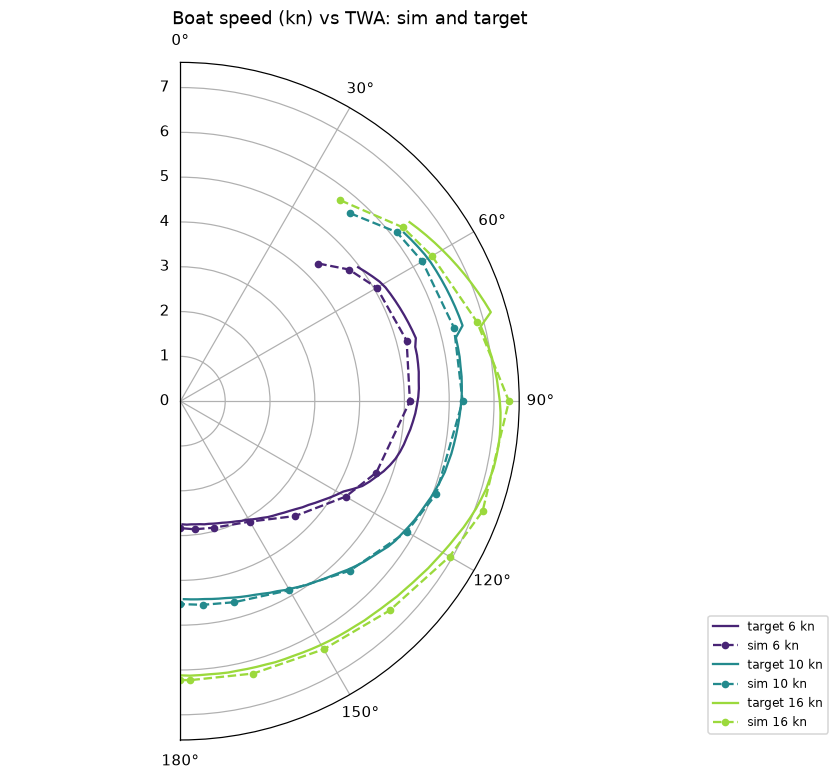 Boat speed (kn) vs TWA: sim and target
0°
30°
60°
90°
120°
150°
180°
7
6
5
4
3
2
1
0
target 6 kn
sim 6 kn
target 10 kn
sim 10 kn
target 16 kn
sim 16 kn